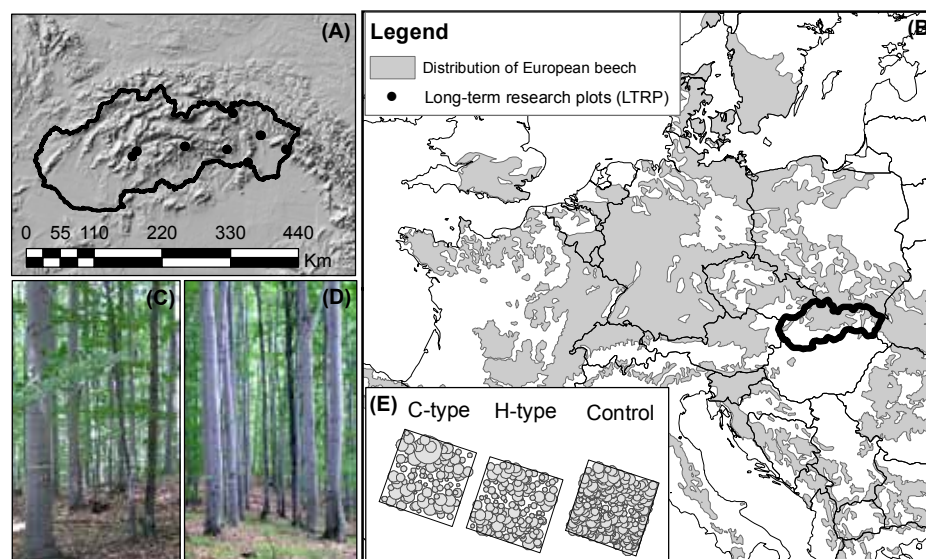 (A)
0 55 110 220 330 440
Km
(C)
(D)
Legend
Distribution of European beech
Long-term research plots (LTRP)
(B)
(E)
C-type H-type Control